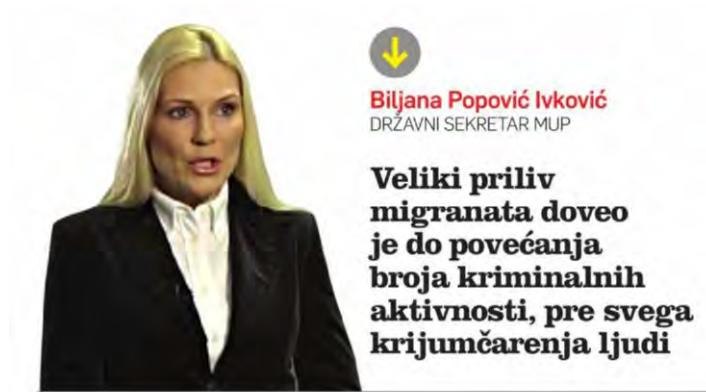 Biljana Popović Ivković
DRŽAVNI SEKRETAR MUP
Veliki priliv
migranata doveo
je do povećanja
broja kriminalnih
aktivnosti, pre svega
krijumčarenja ljudi